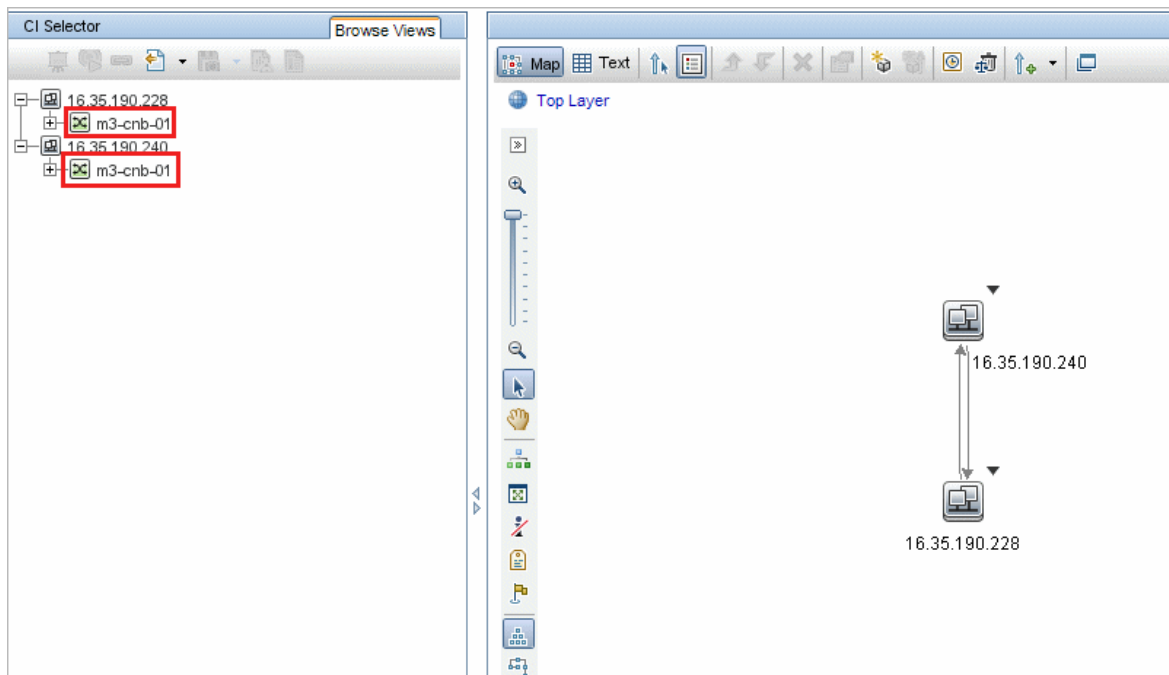 CI Selector
Browse Views
16.35.190.228
m3-cnb-01
16.35.190.240
m3-cnb-01
Map
Text
Top Layer
16.35.190.240
16.35.190.228